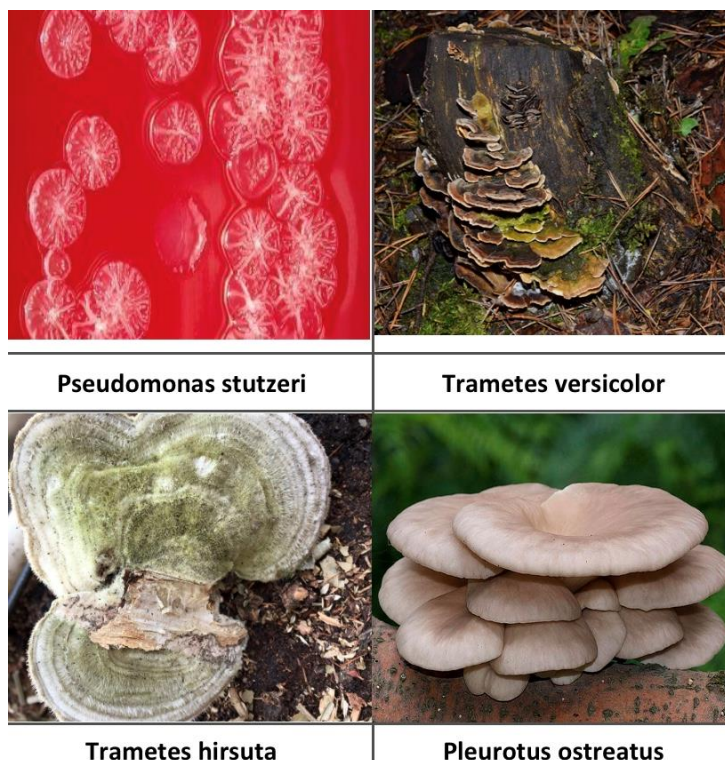 Pseudomonas stutzeri
Trametes versicolor
Trametes hirsuta
Pleurotus ostreatus